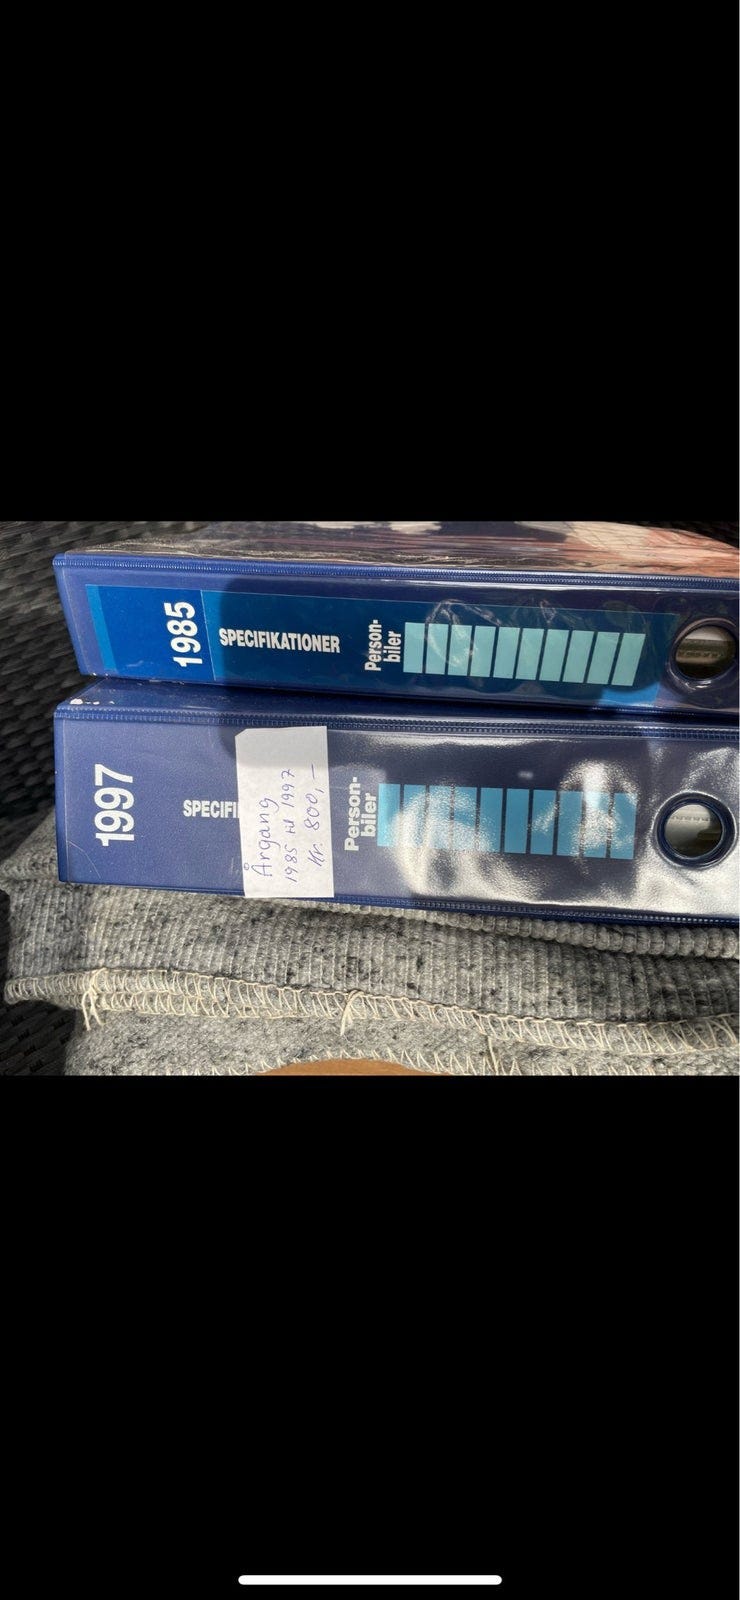 1985
SPECIFIKATIONER
Person-
biler
1997
SPECIFI
Årgang
1985 til 1997
Kr. 800,-
Person-
biler